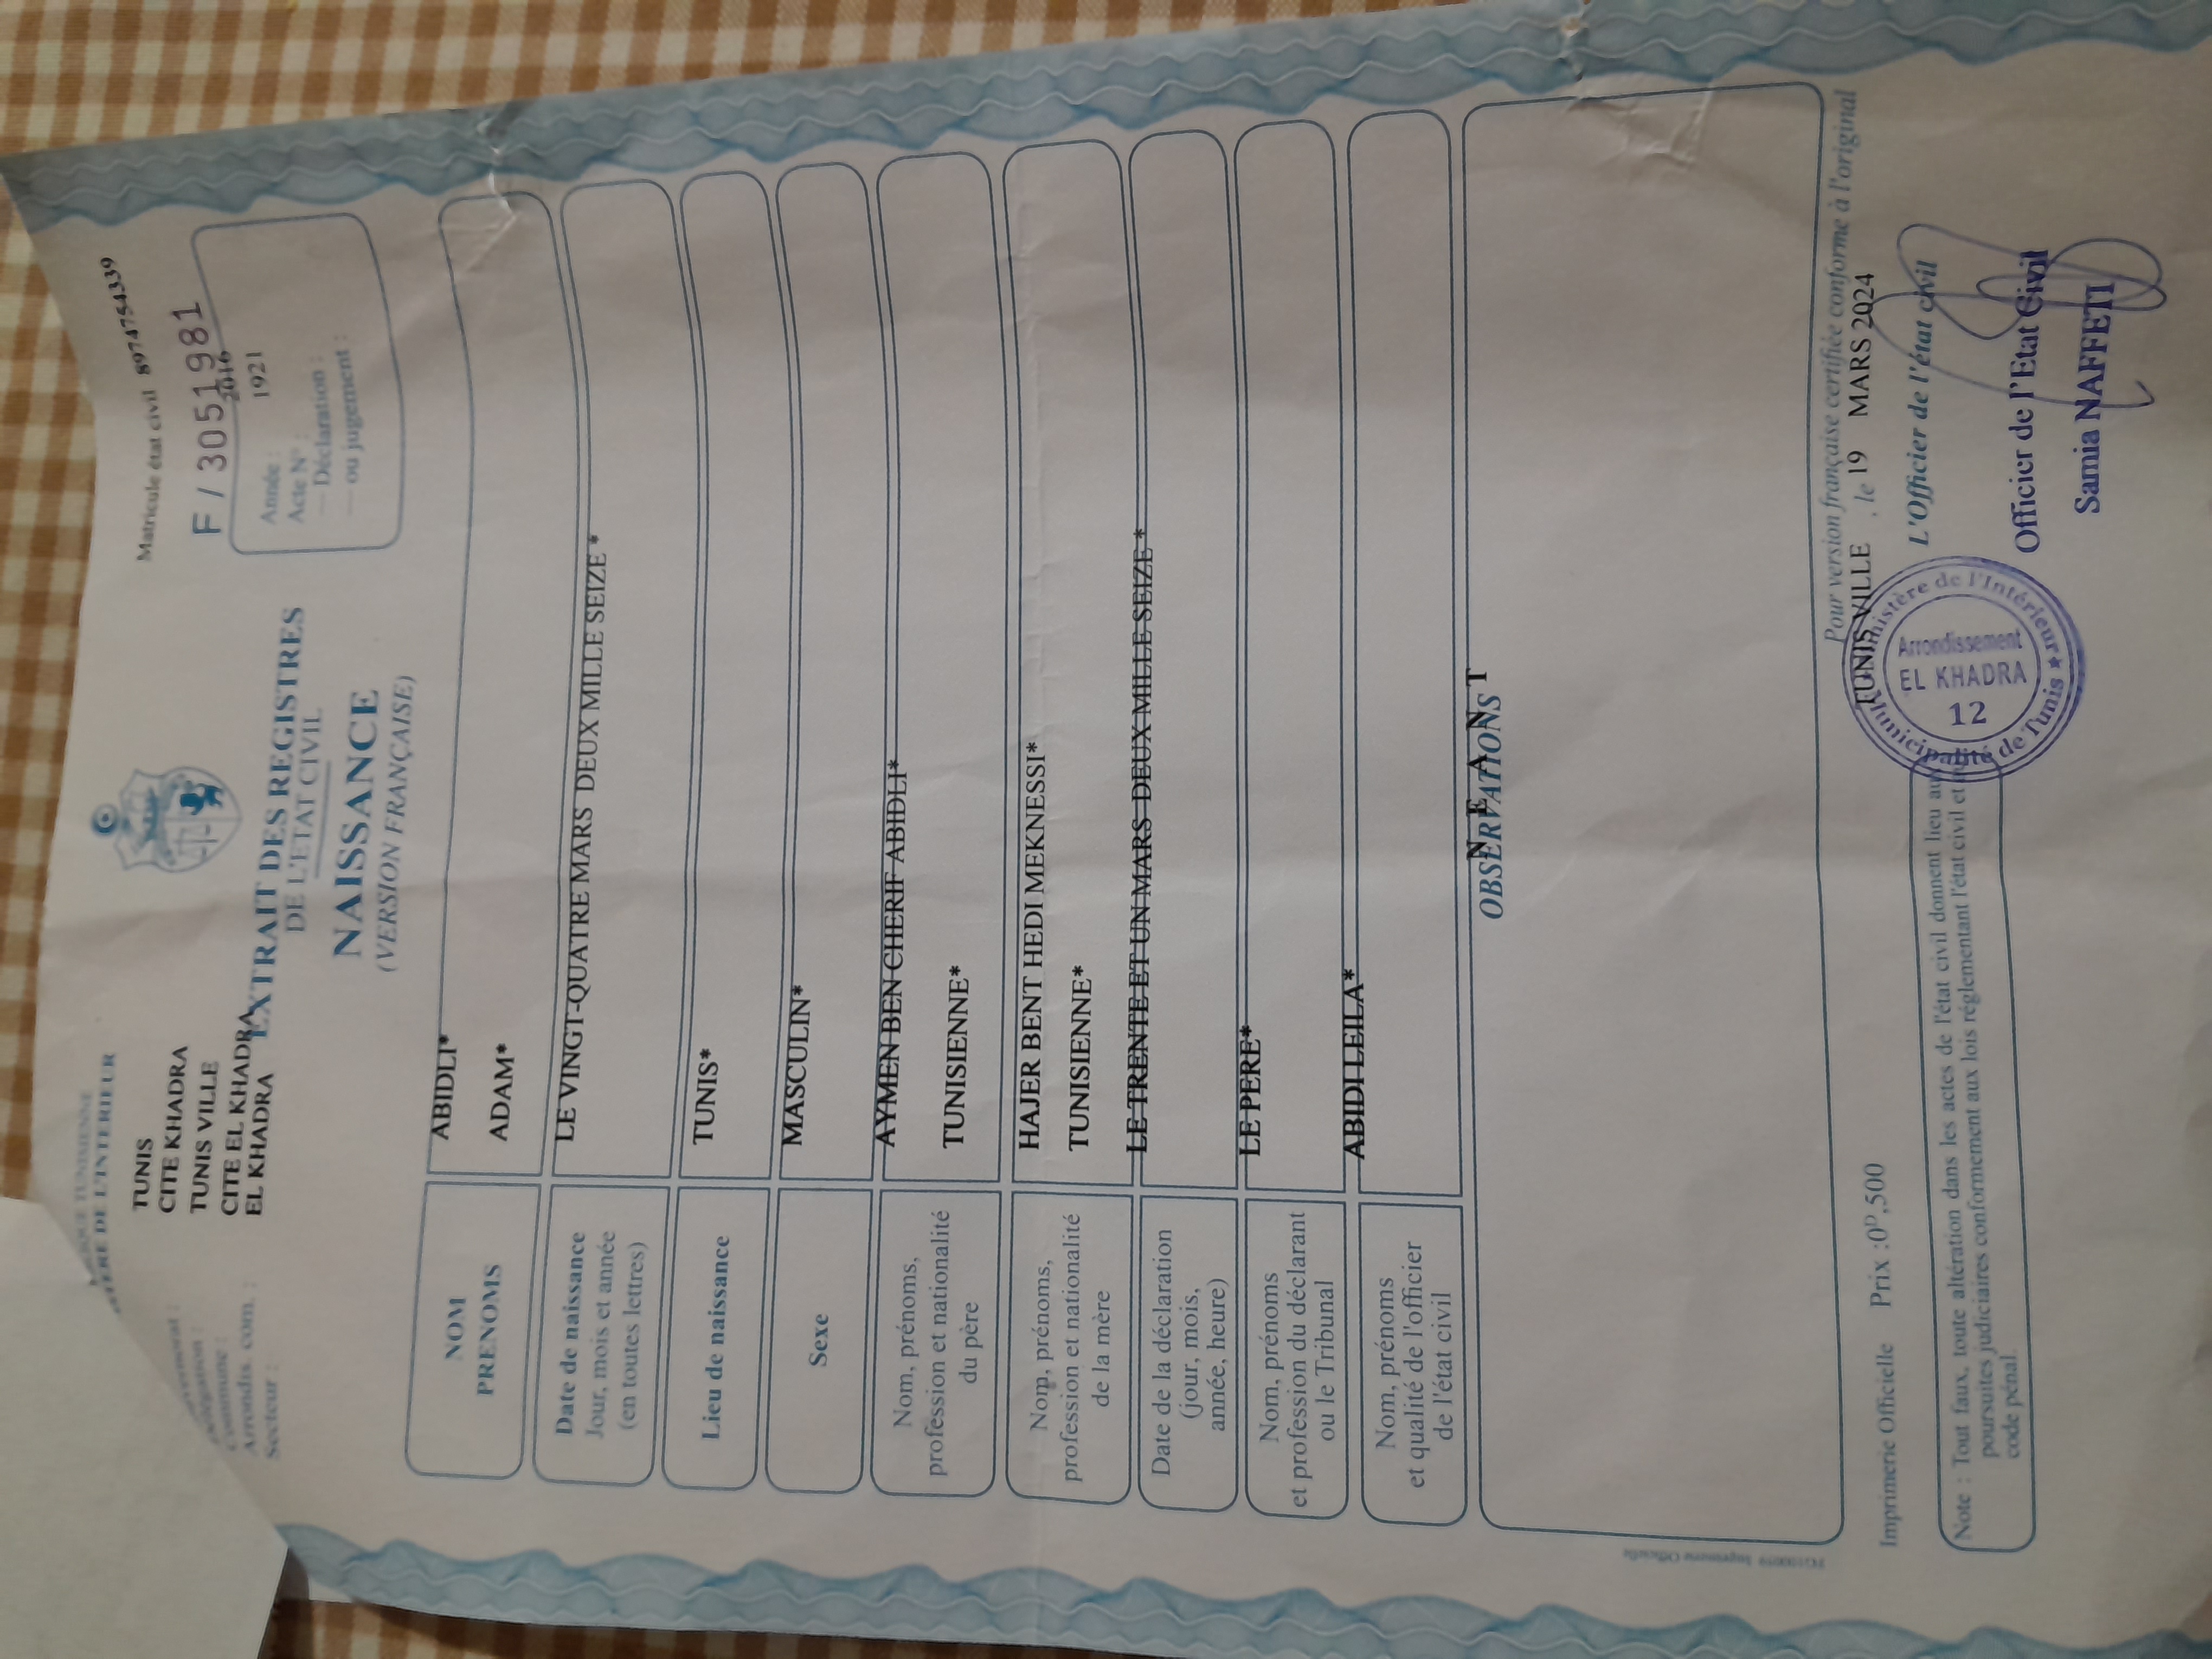 MINISTERE DE L'INTERIEUR
TUNIS
CITE KHADRA
TUNIS VILLE
Commune :
CITE EL KHADRA
Arrondis. com. :
EL KHADRA
Secteur :
Matricule état civil 8974754339
F / 3051981
Année : 2016
Acte N° : 1921
— Déclaration :
— ou jugement :
EXTRAIT DES REGISTRES
DE L'ETAT CIVIL
NAISSANCE
(VERSION FRANÇAISE)
NOM
PRENOMS
ABIDLI*
ADAM*
Date de naissance
Jour, mois et année
(en toutes lettres)
LE VINGT-QUATRE MARS DEUX MILLE SEIZE *
Lieu de naissance
TUNIS*
Sexe
MASCULIN*
Nom, prénoms,
profession et nationalité
du père
AYMEN BEN CHERIF ABIDLI*
TUNISIENNE*
Nom, prénoms,
profession et nationalité
de la mère
HAJER BENT HEDI MEKNESSI*
TUNISIENNE*
Date de la déclaration
(jour, mois,
année, heure)
LE TRENTE ET UN MARS DEUX MILLE SEIZE *
Nom, prénoms
et profession du déclarant
ou le Tribunal
LE PERE*
Nom, prénoms
et qualité de l'officier
de l'état civil
ABIDI LEILA*
OBSERVATIONS
N E A N T
Pour version française certifiée conforme à l'original
TUNIS VILLE , le 19 MARS 2024
L'Officier de l'état civil
Officier de l'Etat Civil
Samia NAFFETI
Ministère de l'Intérieur
Municipalité de Tunis
Arrondissement
EL KHADRA
12
Imprimerie Officielle Prix :0D,500
Note : Tout faux, toute altération dans les actes de l'état civil donnent lieu
poursuites judiciaires conformement aux lois réglementant l'état civil et
code pénal.